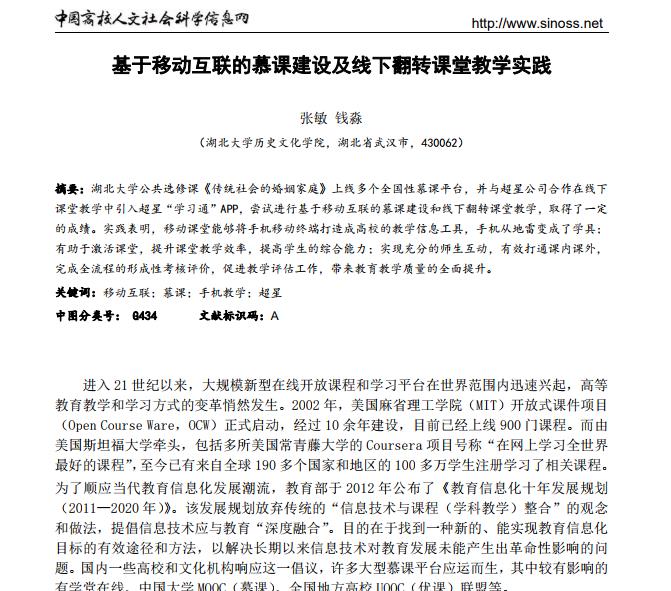 中国高校人文社会科学信息网 http://www.sinoss.net
基于移动互联的慕课建设及线下翻转课堂教学实践
张敏 钱淼
(湖北大学历史文化学院，湖北省武汉市，430062)
摘要：湖北大学公共选修课《传统社会的婚姻家庭》上线多个全国性慕课平台，并与超星公司合作在线下
课堂教学中引入超星“学习通”APP，尝试进行基于移动互联的慕课建设和线下翻转课堂教学，取得了一定
的成绩。实践表明，移动课堂能够将手机移动终端打造成高校的教学信息工具，手机从地雷变成了学具；
有助于激活课堂，提升课堂教学效率，提高学生的综合能力；实现充分的师生互动，有效打通课内课外，
完成全流程的形成性考核评价，促进教学评估工作，带来教育教学质量的全面提升。
关键词：移动互联；慕课；手机教学；超星
中图分类号： G434 文献标识码：A
进入 21 世纪以来，大规模新型在线开放课程和学习平台在世界范围内迅速兴起，高等
教育教学和学习方式的变革悄然发生。2002 年，美国麻省理工学院（MIT）开放式课件项目
（Open Course Ware，OCW）正式启动，经过 10 余年建设，目前已经上线 900 门课程。而由
美国斯坦福大学牵头，包括多所美国常青藤大学的 Coursera 项目号称“在网上学习全世界
最好的课程”，至今已有来自全球 190 多个国家和地区的 100 多万学生注册学习了相关课程。
为了顺应当代教育信息化发展潮流，教育部于 2012 年公布了《教育信息化十年发展规划
（2011—2020 年）》。该发展规划放弃传统的“信息技术与课程（学科教学）整合”的观念
和做法，提倡信息技术应与教育“深度融合”。目的在于找到一种新的、能实现教育信息化
目标的有效途径和方法，以解决长期以来信息技术对教育发展未能产生出革命性影响的问
题。国内一些高校和文化机构响应这一倡议，许多大型慕课平台应运而生，其中较有影响的
有学堂在线、中国大学 MOOC（慕课）、全国地方高校 UOOC（优课）联盟等。